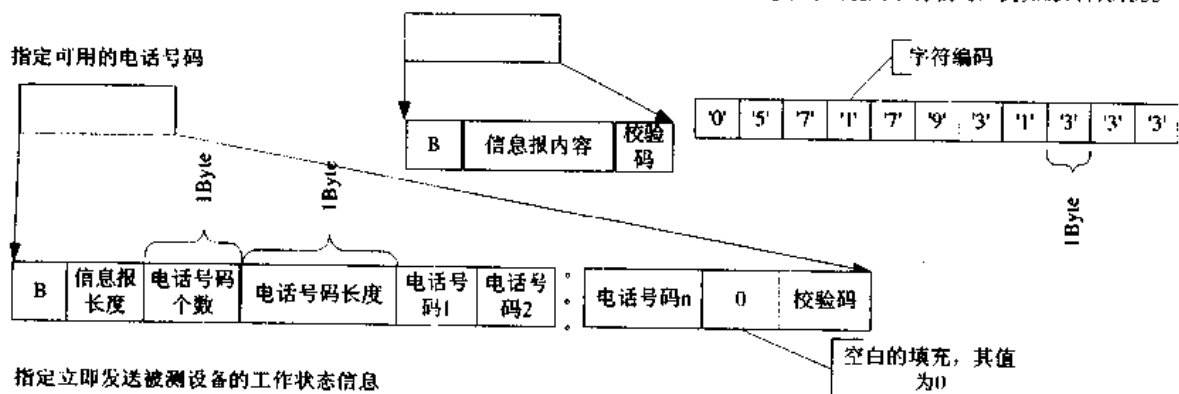 指定可用的电话号码
字符编码
B
信息报内容
校验
码
'0' '5' '7' '1' '7' '9' '3' '1' '3' '3' '3'
1Byte
1Byte
1Byte
B
信息报
长度
电话号码
个数
电话号码长度
电话号
码1
电话号
码2
电话号码n
0
校验码
空白的填充，其值
为0
指定立即发送被测设备的工作状态信息